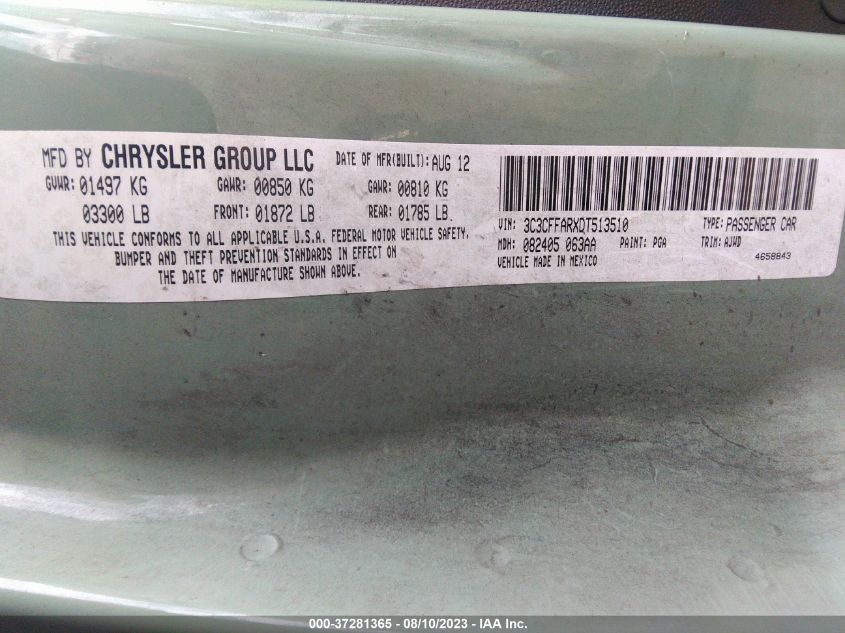 MFD BY CHRYSLER GROUP LLC DATE OF MFR(BUILT): AUG 12
GVWR: 01497 KG GAWR: 00850 KG GAWR: 00810 KG
03300 LB FRONT: 01872 LB REAR: 01785 LB
THIS VEHICLE CONFORMS TO ALL APPLICABLE U.S.A. FEDERAL MOTOR VEHICLE SAFETY,
BUMPER AND THEFT PREVENTION STANDARDS IN EFFECT ON
THE DATE OF MANUFACTURE SHOWN ABOVE.
VIN: 3C3CFFARXDT513510 TYPE: PASSENGER CAR
MDH: 082405 063AA PAINT: PGA TRIM: AJWD
VEHICLE MADE IN MEXICO 4658843
000-37281365 - 08/10/2023 - IAA Inc.